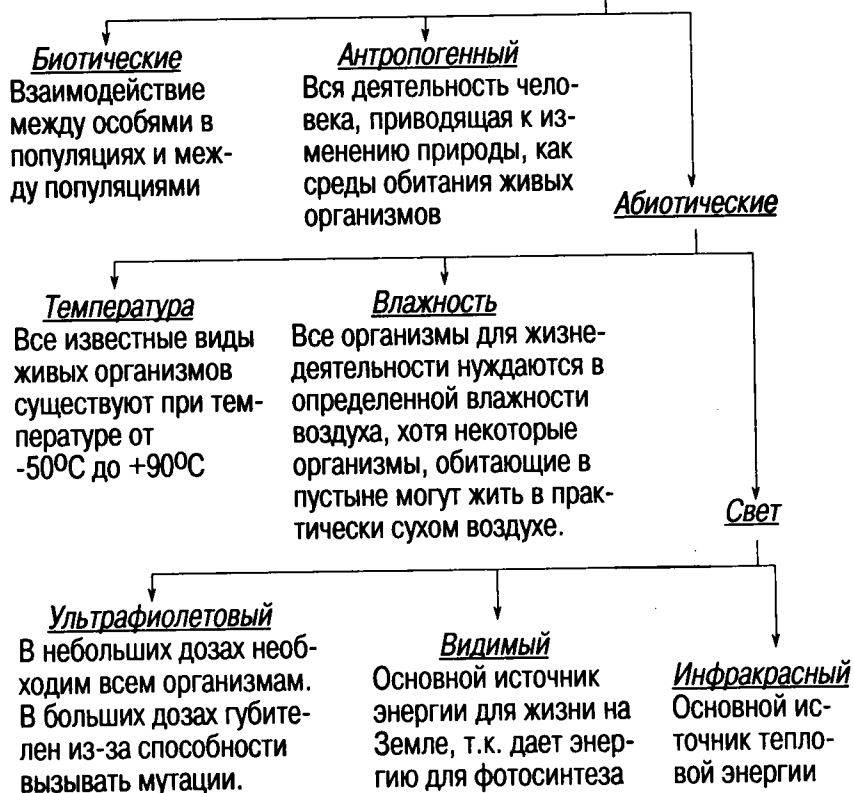 Биотические
Взаимодействие
между особями в
популяциях и меж-
ду популяциями
Антропогенный
Вся деятельность чело-
века, приводящая к из-
менению природы, как
среды обитания живых
организмов
Абиотические
Температура
Все известные виды
живых организмов
существуют при тем-
пературе от
-50ºС до +90ºС
Влажность
Все организмы для жизне-
деятельности нуждаются в
определенной влажности
воздуха, хотя некоторые
организмы, обитающие в
пустыне могут жить в прак-
тически сухом воздухе.
Свет
Ультрафиолетовый
В небольших дозах необ-
ходим всем организмам.
В больших дозах губите-
лен из-за способности
вызывать мутации.
Видимый
Основной источник
энергии для жизни на
Земле, т.к. дает энер-
гию для фотосинтеза
Инфракрасный
Основной ис-
точник тепло-
вой энергии